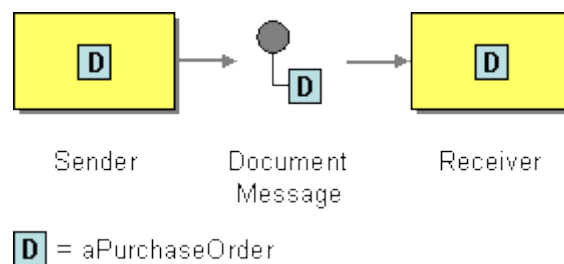 D D D
Sender Document Message Receiver
D = aPurchaseOrder